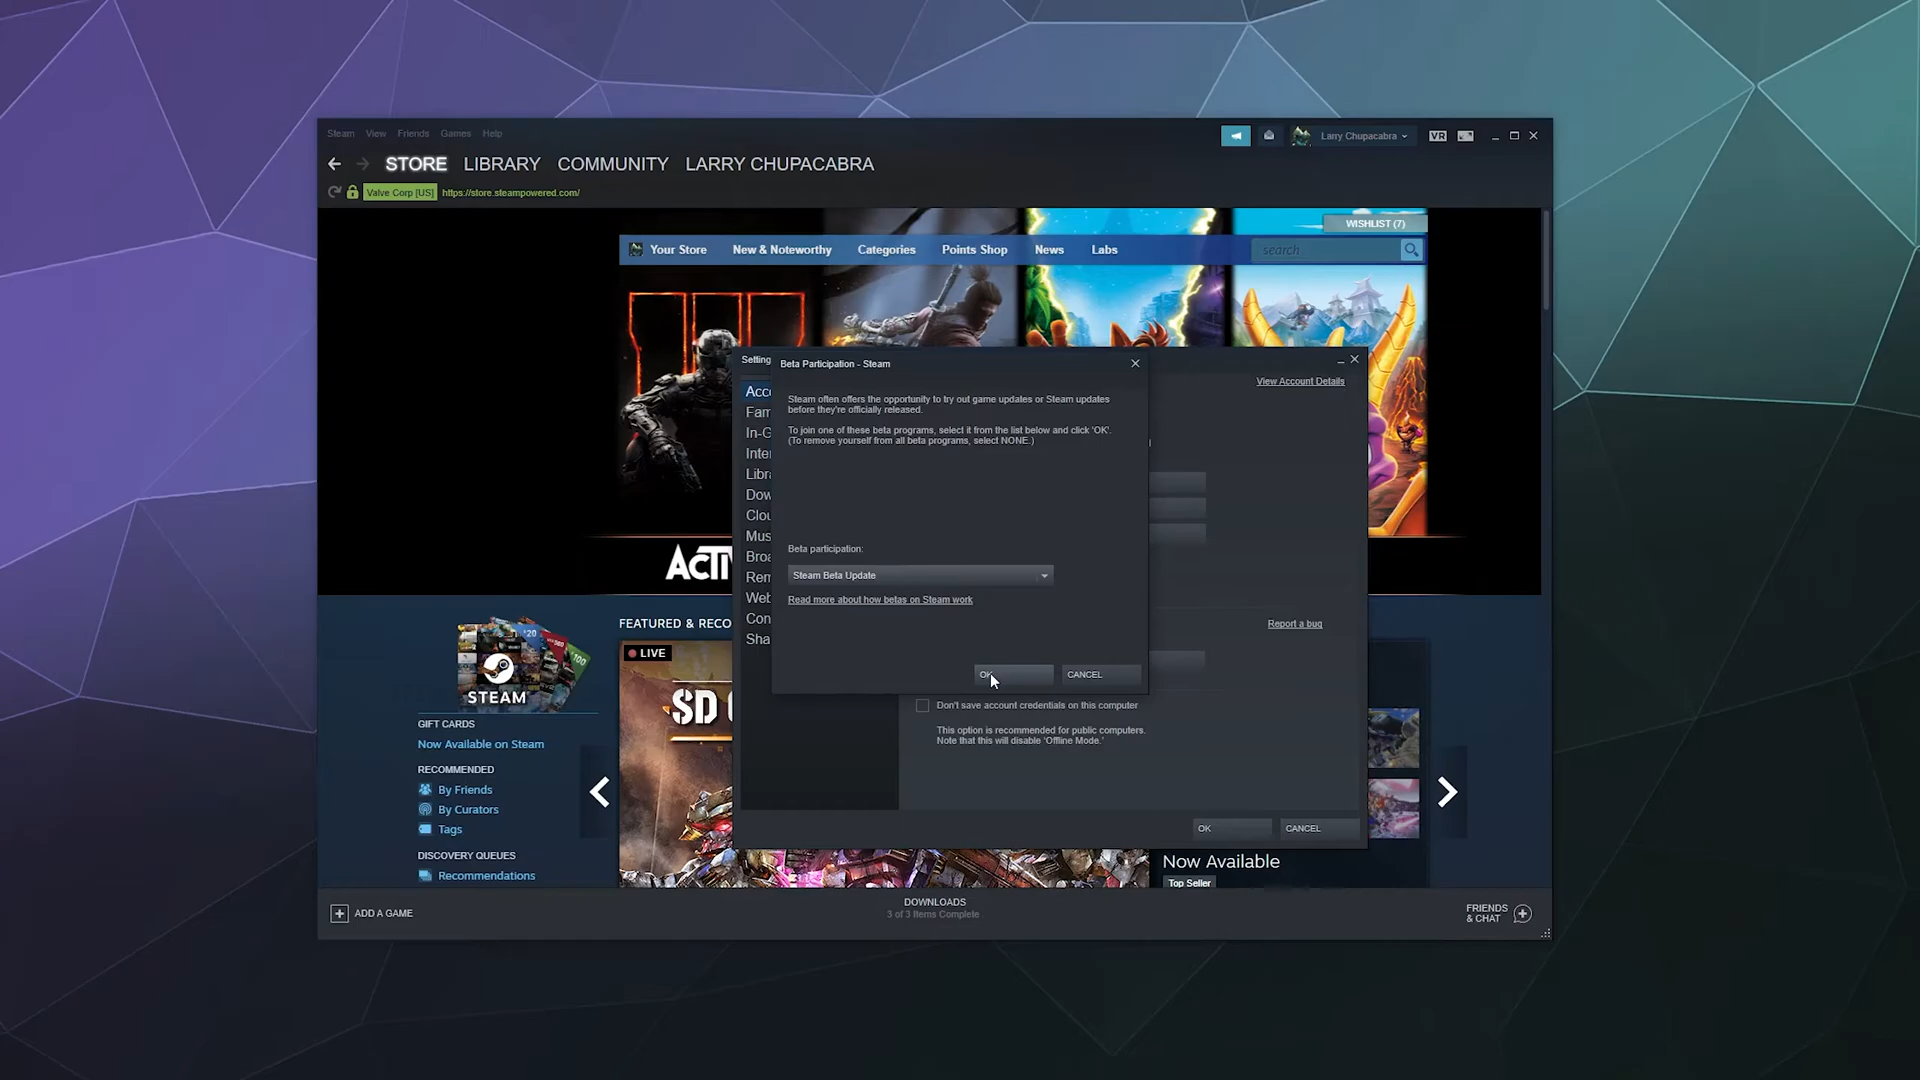 Steam View Friends Games Help
Larry Chupacabra
VR
STORE LIBRARY COMMUNITY LARRY CHUPACABRA
Valve Corp [US] https://store.steampowered.com/
WISHLIST (7)
Your Store New & Noteworthy Categories Points Shop News Labs
search
Setting
Beta Participation - Steam
View Account Details
Steam often offers the opportunity to try out game updates or Steam updates
before they're officially released.
To join one of these beta programs, select it from the list below and click 'OK'.
(To remove yourself from all beta programs, select NONE.)
Acc
Fam
In-G
Inte
Libr
Dow
Clou
Mus
Broa
Rem
Web
Con
Sha
Beta participation:
Steam Beta Update
Read more about how betas on Steam work
Report a bug
OK CANCEL
Don't save account credentials on this computer
This option is recommended for public computers.
Note that this will disable 'Offline Mode.'
OK CANCEL
ACTIV
$20
$100
STEAM
GIFT CARDS
Now Available on Steam
RECOMMENDED
By Friends
By Curators
Tags
DISCOVERY QUEUES
Recommendations
FEATURED & RECO
LIVE
SD
Now Available
Top Seller
ADD A GAME
DOWNLOADS
3 of 3 Items Complete
FRIENDS
& CHAT